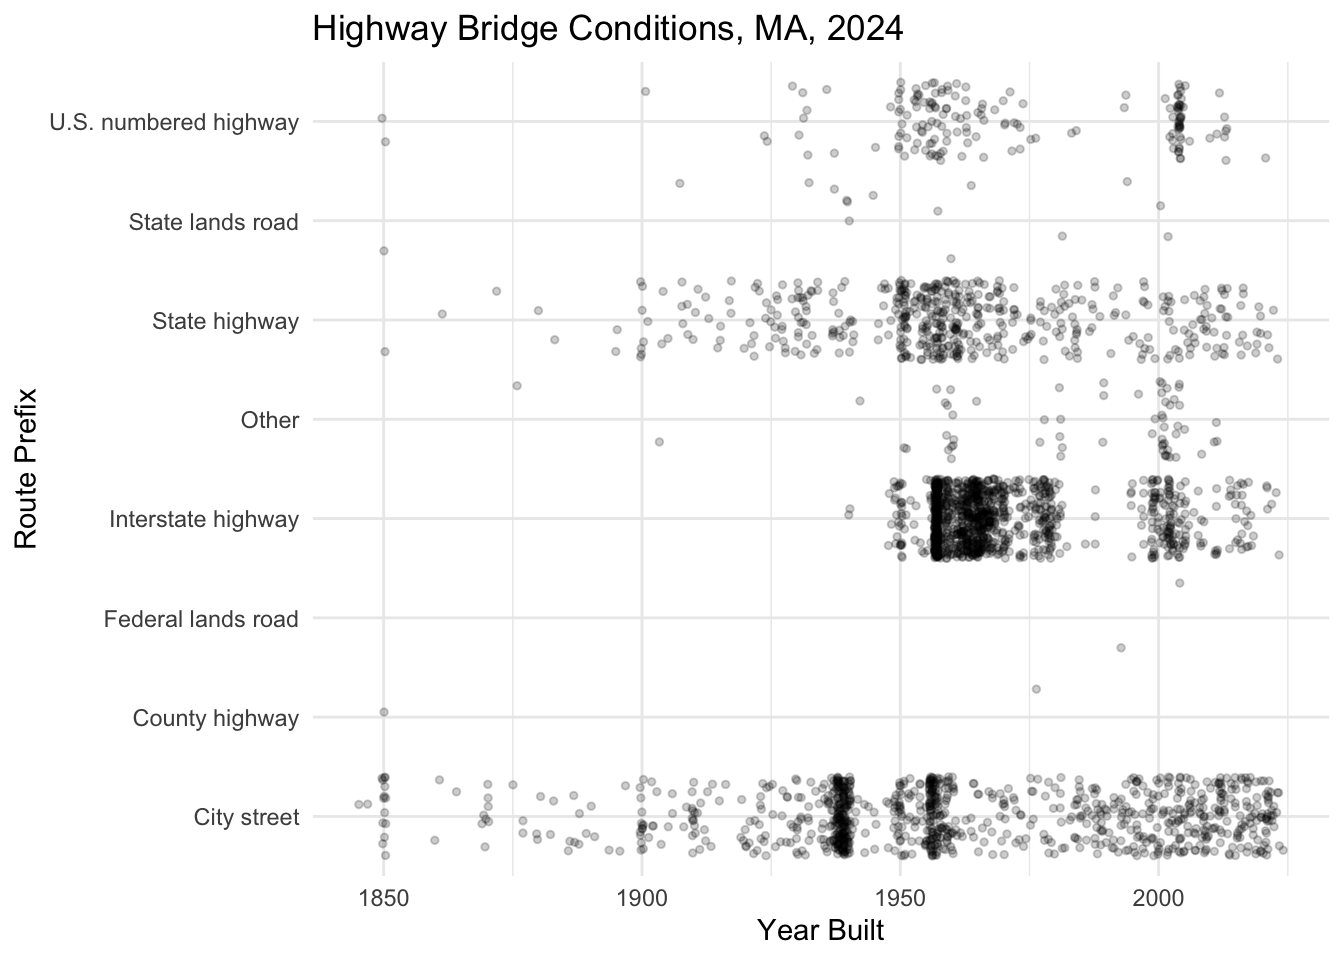 Highway Bridge Conditions, MA, 2024
U.S. numbered highway
State lands road
State highway
Other
Interstate highway
Federal lands road
County highway
City street
Route Prefix
1850 1900 1950 2000
Year Built